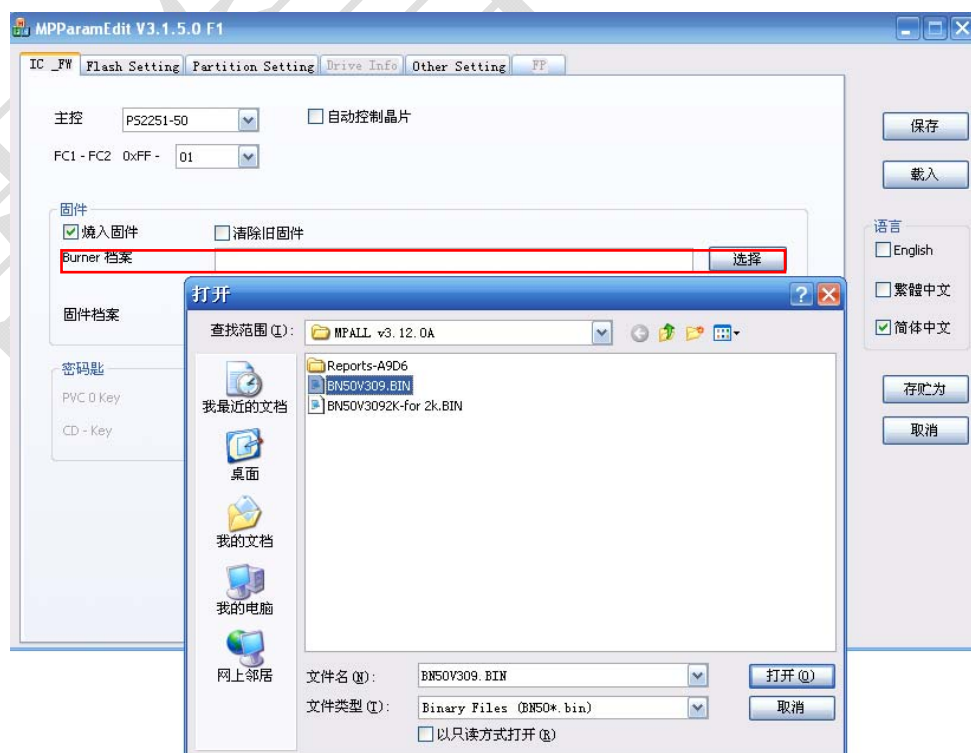 MPParamEdit V3.1.5.0 F1
IC _FW Flash Setting Partition Setting Drive Info Other Setting FP
主控 PS2251-50 自动控制晶片
FC1 - FC2 0xFF - 01
保存
载入
固件
燒入固件 清除旧固件
Burner 档案 选择
固件档案
语言
English
繁體中文
简体中文
密码匙
PVC 0 Key
CD - Key
存贮为
取消
打开
查找范围(I): MPALL v3.12.0A
Reports-A9D6
BN50V309.BIN
BN50V3092K-for 2k.BIN
我最近的文档
桌面
我的文档
我的电脑
网上邻居
文件名(N): BN50V309.BIN 打开(O)
文件类型(T): Binary Files (BN50*.bin) 取消
以只读方式打开(R)